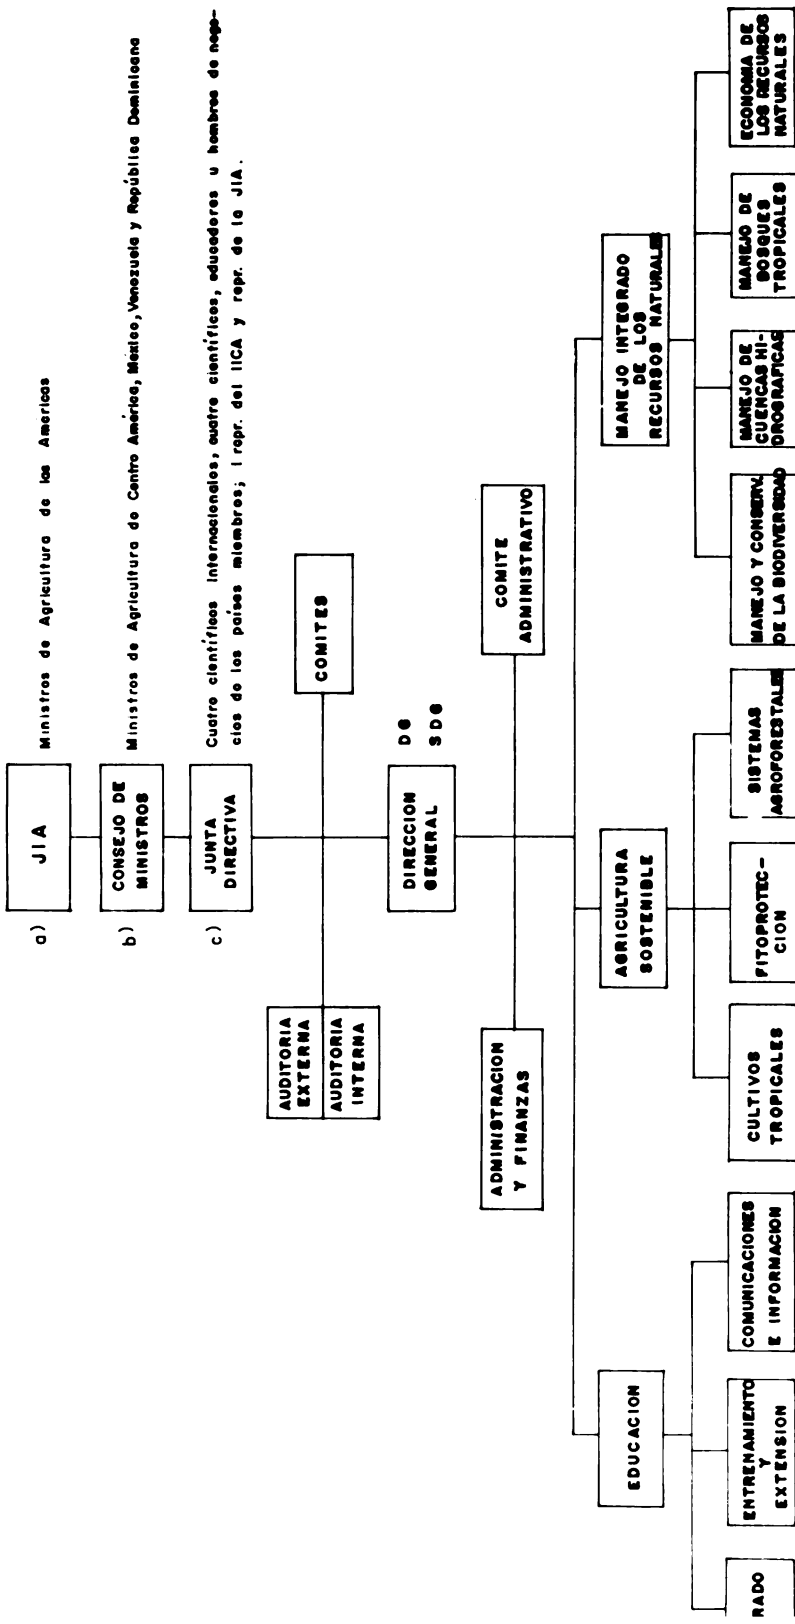 a)
JIA
Ministros de Agricultura de las Americas
b)
CONSEJO DE
MINISTROS
Ministros de Agricultura de Centro América, Mexico, Venezuela y República Dominicana
c)
JUNTA
DIRECTIVA
Cuatro científicos internacionales, cuatro científicos, educadores u hombres de nego-
cios de los países miembros; 1 repr. del IICA y repr. de la JIA.
AUDITORIA
EXTERNA
AUDITORIA
INTERNA
COMITES
DIRECCION
GENERAL
DG
SDG
ADMINISTRACION
Y FINANZAS
COMITE
ADMINISTRATIVO
EDUCACION
AGRICULTURA
SOSTENIBLE
MANEJO INTEGRADO
DE LOS
RECURSOS NATURALES
RADO
ENTRENAMIENTO
Y
EXTENSION
COMUNICACIONES
E INFORMACION
CULTIVOS
TROPICALES
FITOPROTEC-
CION
SISTEMAS
AGROFORESTALES
MANEJO Y CONSERV.
DE LA BIODIVERSIDAD
MANEJO DE
CUENCAS HI-
DROGRAFICAS
MANEJO DE
BOSQUES
TROPICALES
ECONOMIA DE
LOS RECURSOS
NATURALES